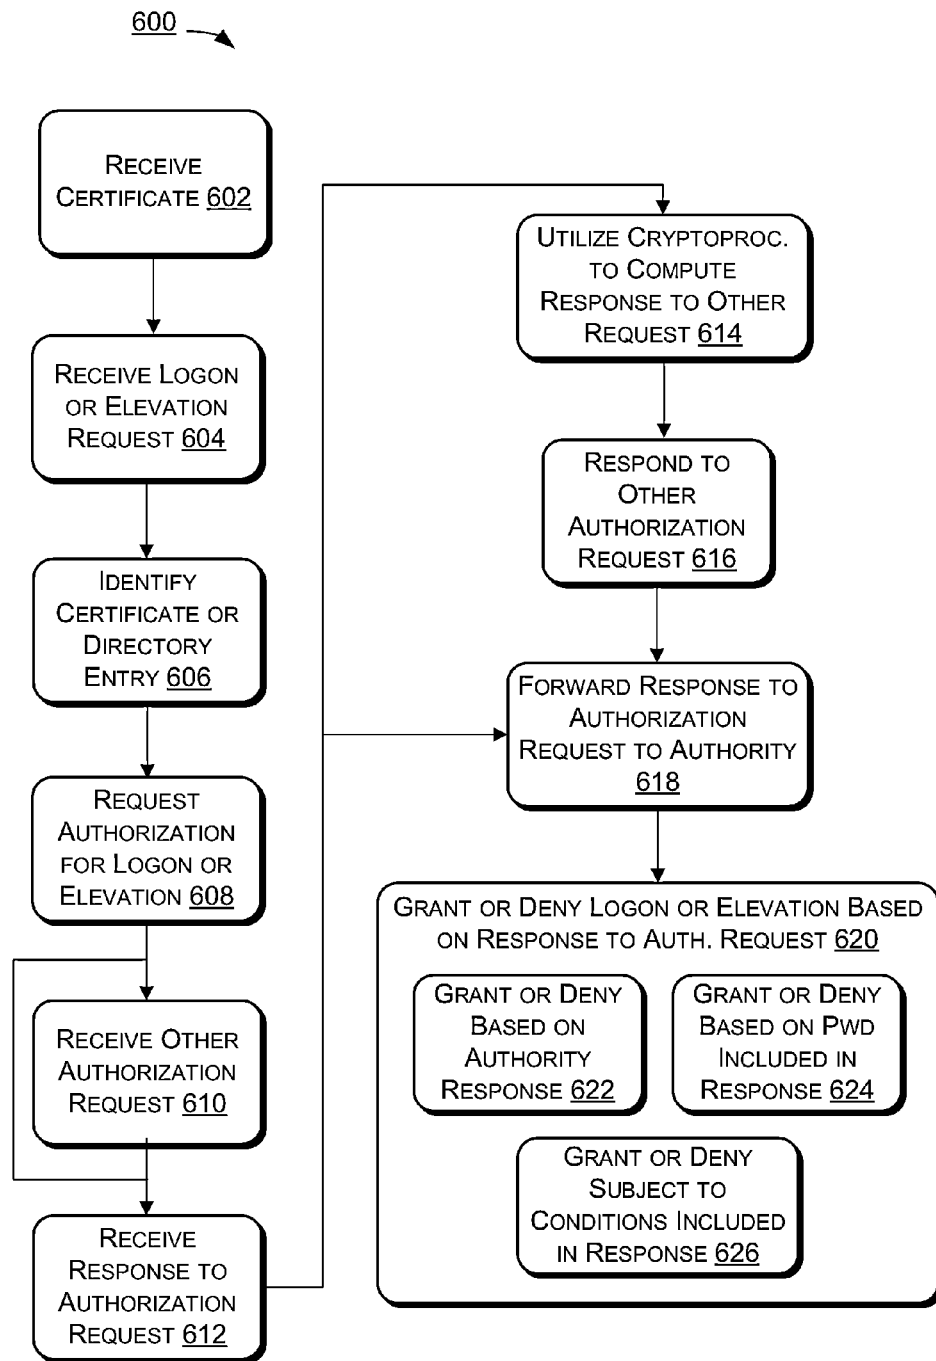 600
RECEIVE
CERTIFICATE 602
RECEIVE LOGON
OR ELEVATION
REQUEST 604
IDENTIFY
CERTIFICATE OR
DIRECTORY
ENTRY 606
REQUEST
AUTHORIZATION
FOR LOGON OR
ELEVATION 608
RECEIVE OTHER
AUTHORIZATION
REQUEST 610
RECEIVE
RESPONSE TO
AUTHORIZATION
REQUEST 612
UTILIZE CRYPTOPROC.
TO COMPUTE
RESPONSE TO OTHER
REQUEST 614
RESPOND TO
OTHER
AUTHORIZATION
REQUEST 616
FORWARD RESPONSE TO
AUTHORIZATION
REQUEST TO AUTHORITY
618
GRANT OR DENY LOGON OR ELEVATION BASED
ON RESPONSE TO AUTH. REQUEST 620
GRANT OR DENY
BASED ON
AUTHORITY
RESPONSE 622
GRANT OR DENY
BASED ON PWD
INCLUDED IN
RESPONSE 624
GRANT OR DENY
SUBJECT TO
CONDITIONS INCLUDED
IN RESPONSE 626